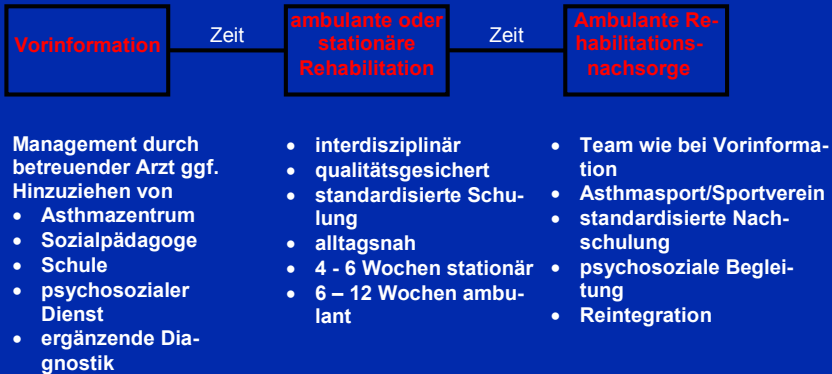 Vorinformation
Zeit
ambulante oder
stationäre
Rehabilitation
Zeit
Ambulante Re-
habilitations-
nachsorge
Management durch
betreuender Arzt ggf.
Hinzuziehen von
• Asthmazentrum
• Sozialpädagoge
• Schule
• psychosozialer
Dienst
• ergänzende Dia-
gnostik
• interdisziplinär
• qualitätsgesichert
• standardisierte Schu-
lung
• alltagsnah
• 4 - 6 Wochen stationär
• 6 – 12 Wochen ambu-
lant
• Team wie bei Vorinforma-
tion
• Asthmasport/Sportverein
• standardisierte Nach-
schulung
• psychosoziale Beglei-
tung
• Reintegration